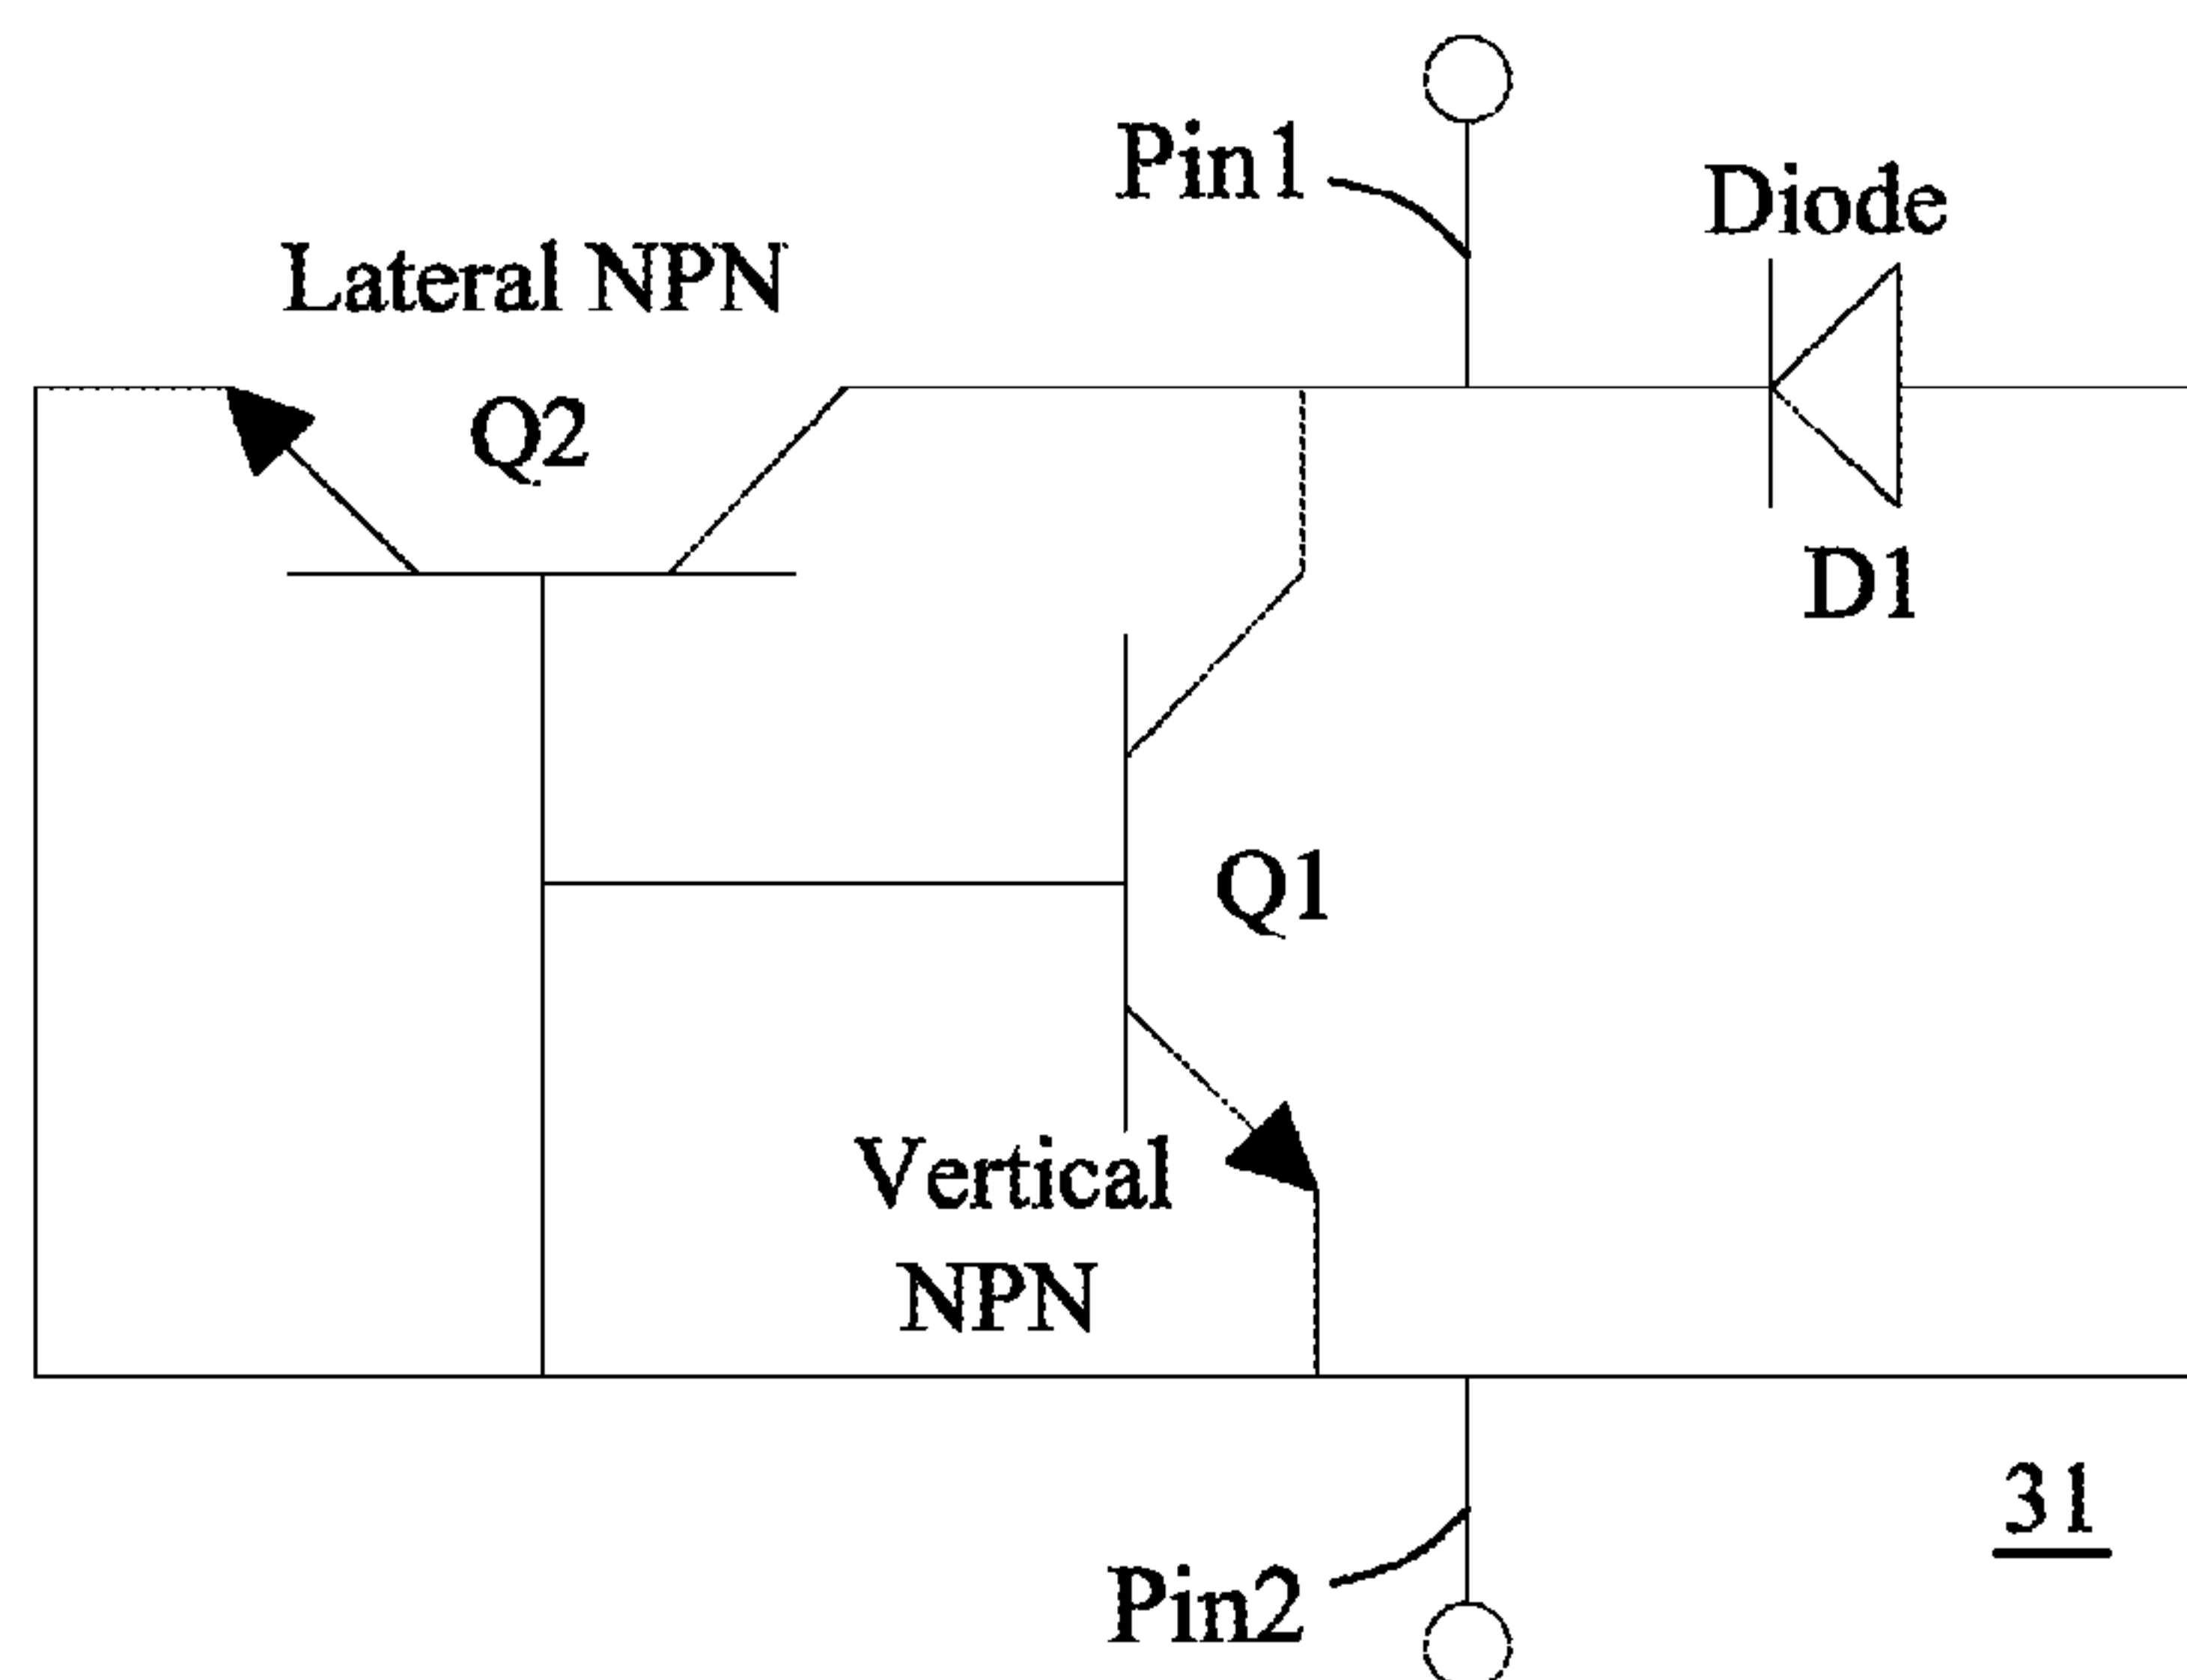 Pin1
Diode
Lateral NPN
Q2
D1
Q1
Vertical
NPN
31
Pin2